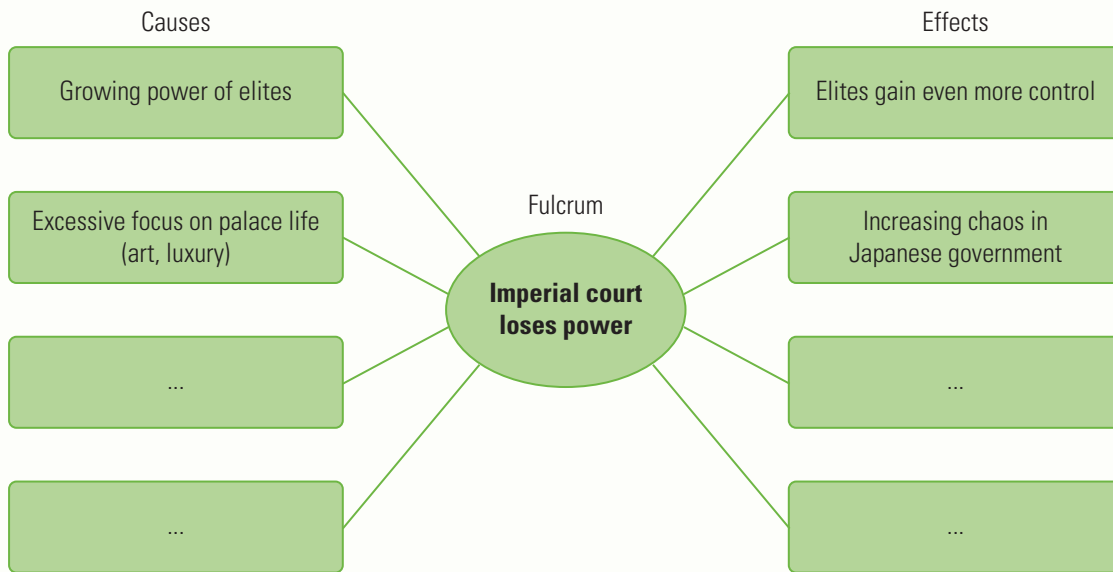 Causes
Growing power of elites
Excessive focus on palace life
(art, luxury)
...
...
Fulcrum
Imperial court
loses power
Effects
Elites gain even more control
Increasing chaos in
Japanese government
...
...